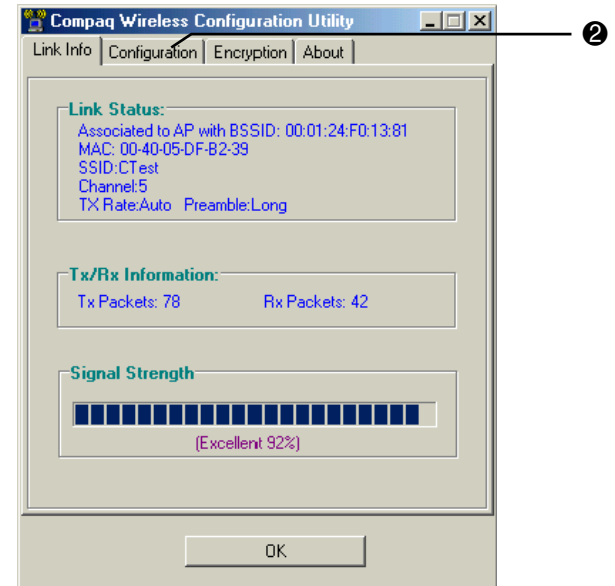 Compaq Wireless Configuration Utility
Link Info Configuration Encryption About
❷
Link Status:
Associated to AP with BSSID: 00:01:24:F0:13:81
MAC: 00-40-05-DF-B2-39
SSID:CTest
Channel:5
TX Rate:Auto Preamble:Long
Tx/Rx Information:
Tx Packets: 78 Rx Packets: 42
Signal Strength
(Excellent 92%)
OK